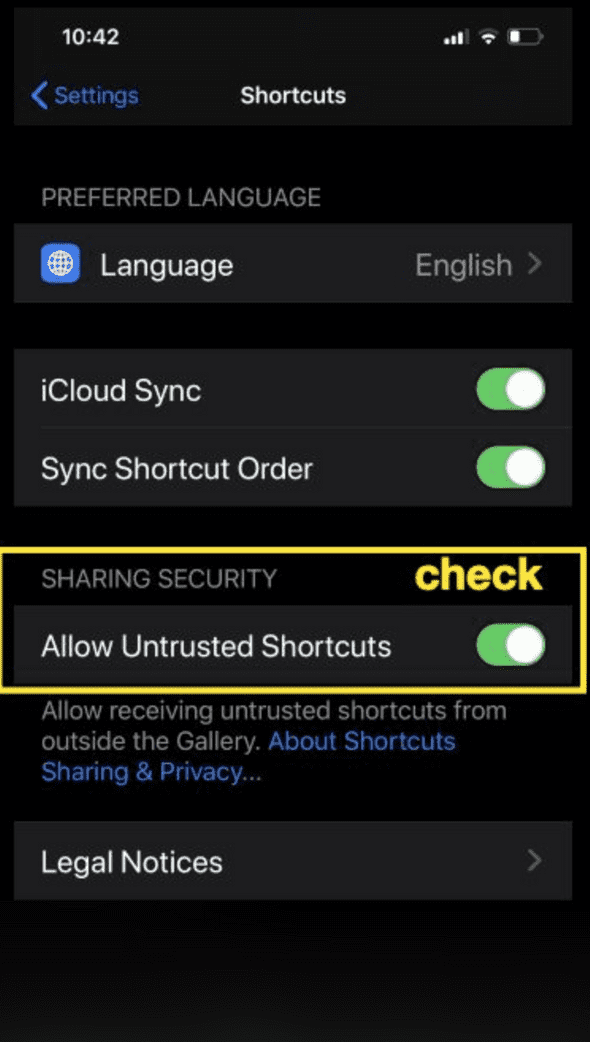 10:42
Settings
Shortcuts
PREFERRED LANGUAGE
Language
English
iCloud Sync
Sync Shortcut Order
SHARING SECURITY
check
Allow Untrusted Shortcuts
Allow receiving untrusted shortcuts from
outside the Gallery. About Shortcuts
Sharing & Privacy...
Legal Notices